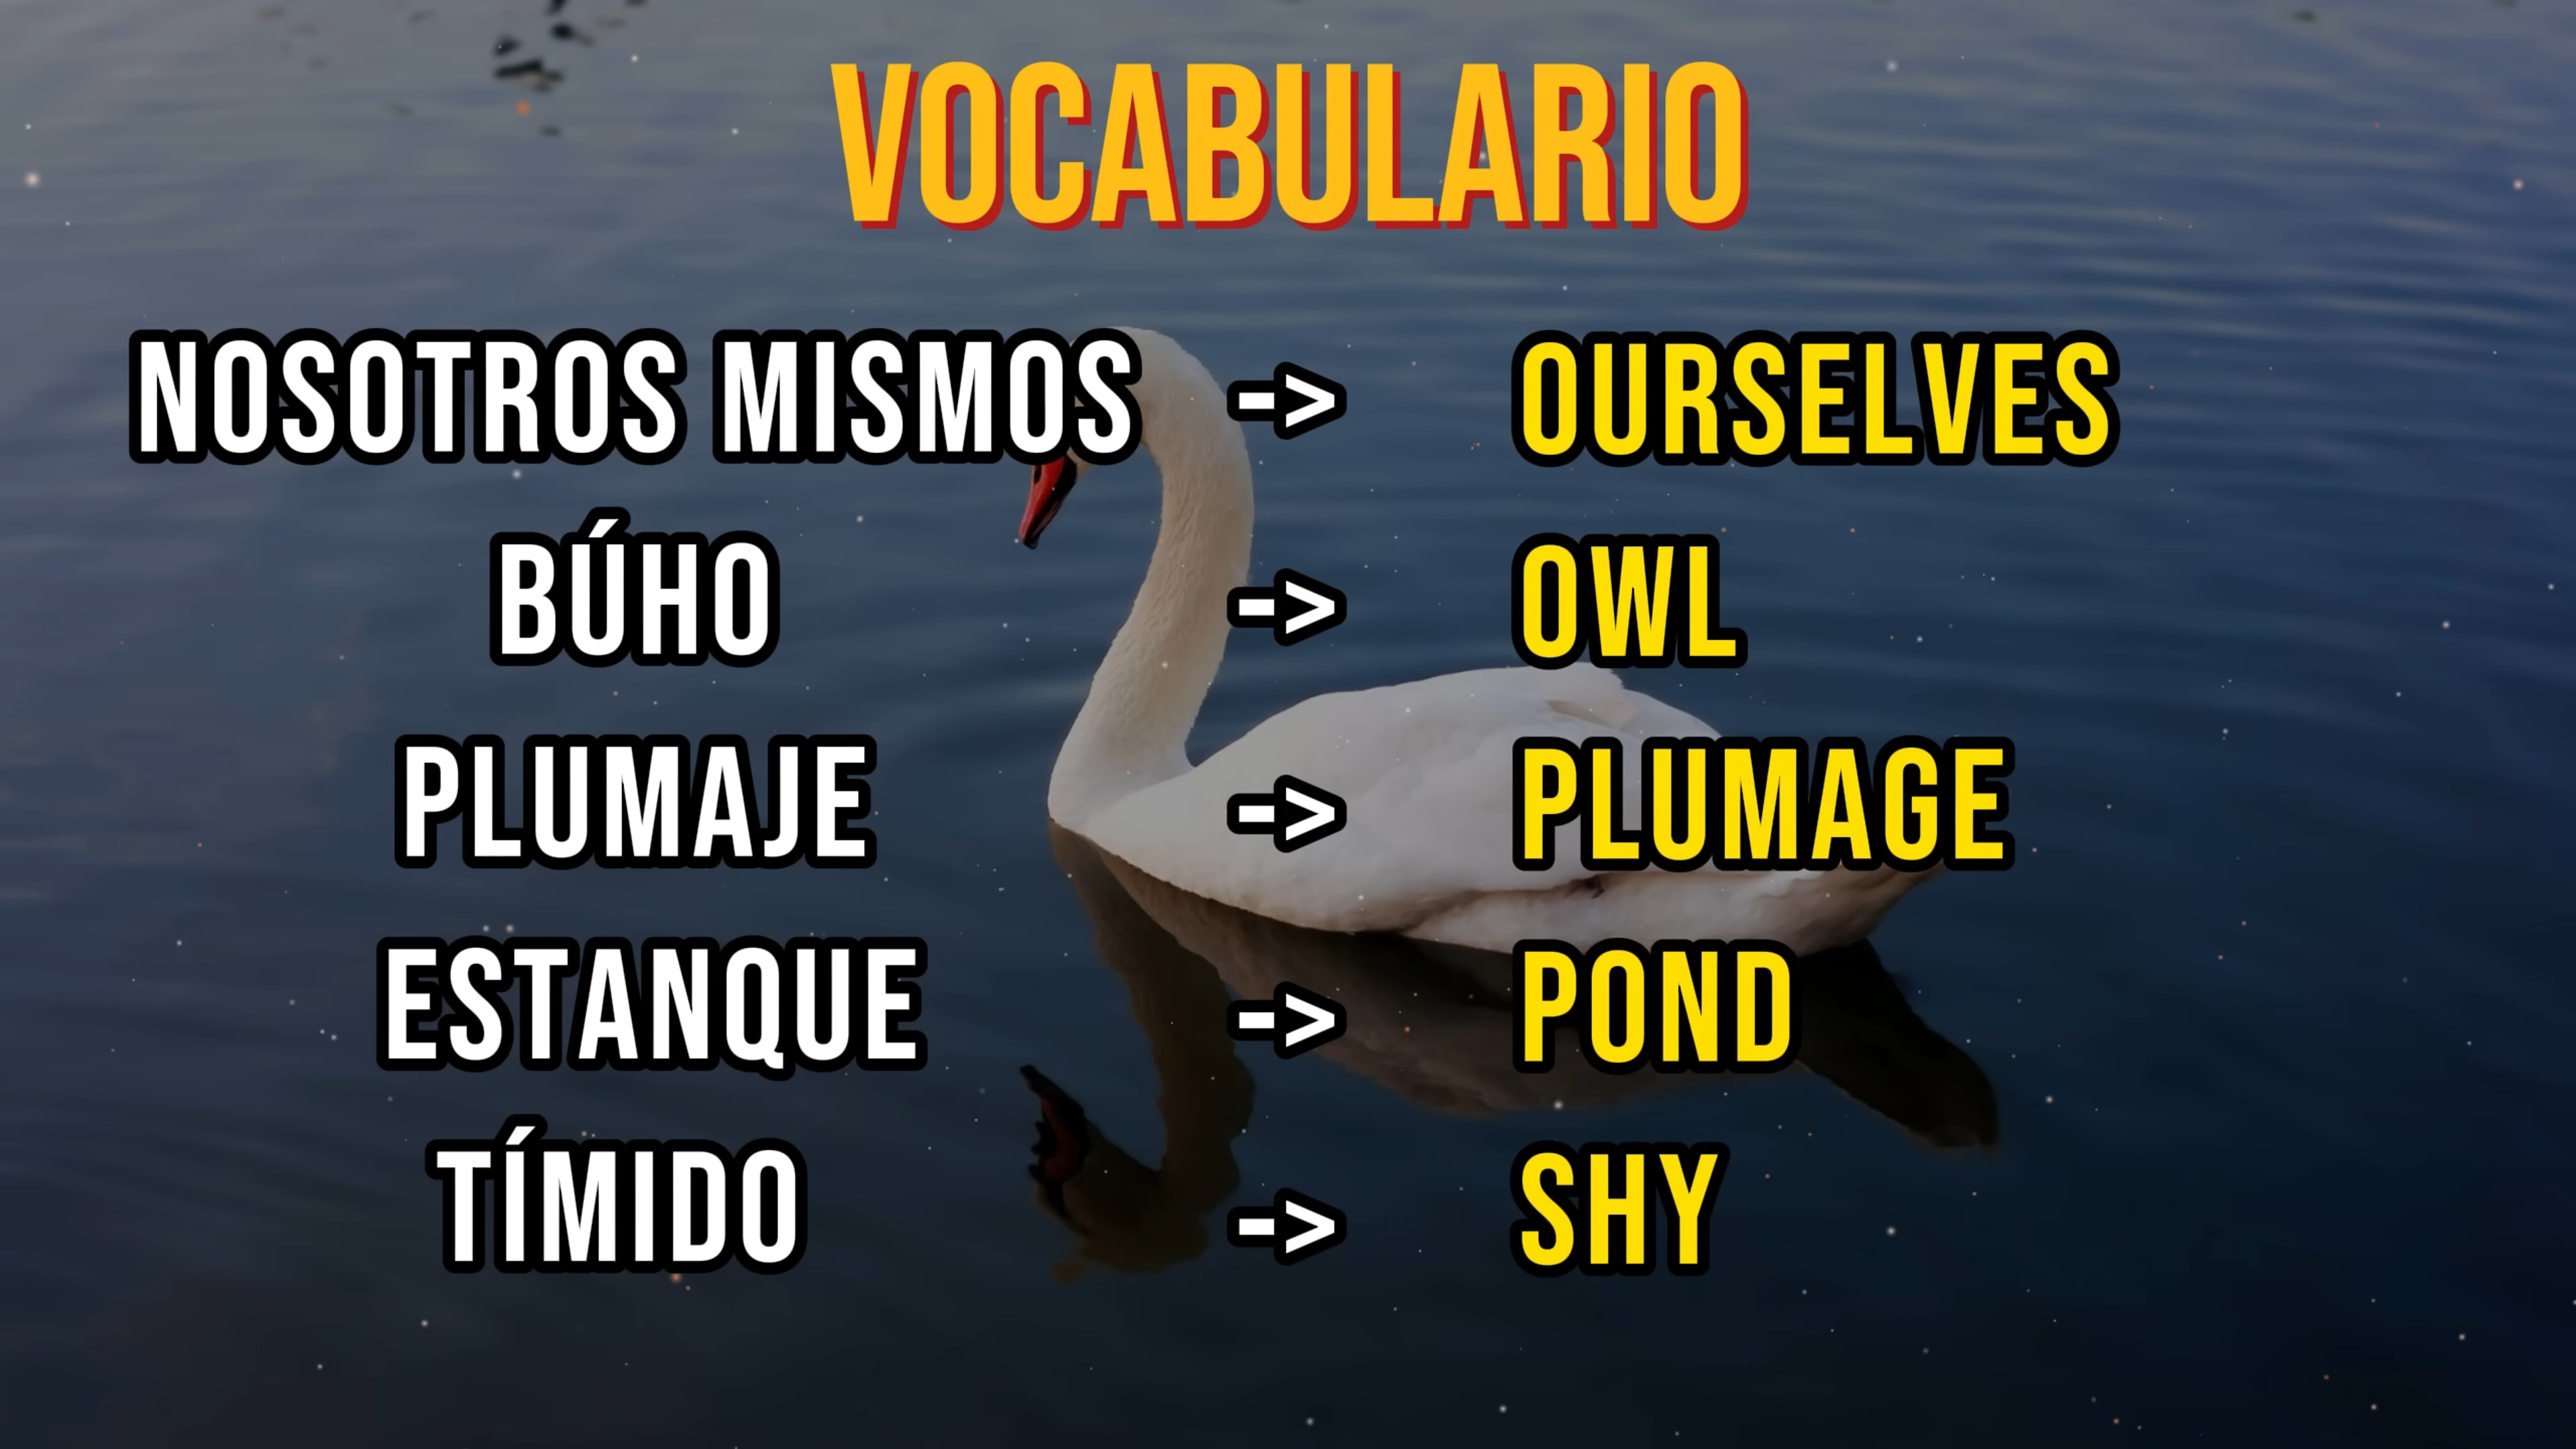 VOCABULARIO
NOSOTROS MISMOS -> OURSELVES
BÚHO -> OWL
PLUMAJE -> PLUMAGE
ESTANQUE -> POND
TÍMIDO -> SHY